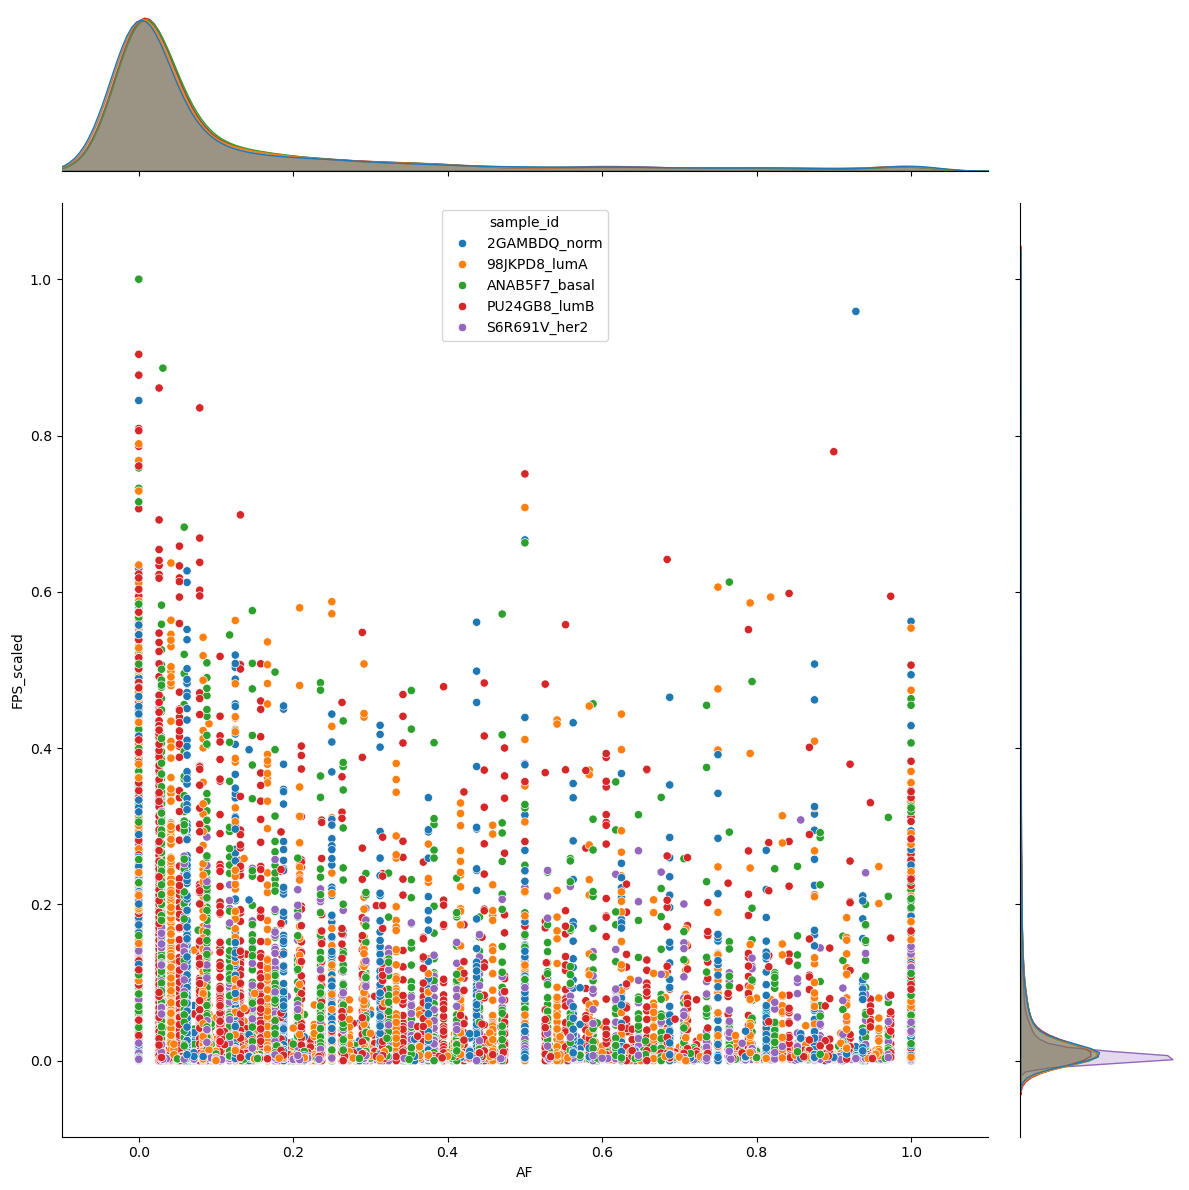 sample_id
2GAMBDQ_norm
98JKPD8_lumA
ANAB5F7_basal
PU24GB8_lumB
S6R691V_her2
FPS_scaled
1.0
0.8
0.6
0.4
0.2
0.0
0.0 0.2 0.4 0.6 0.8 1.0
AF